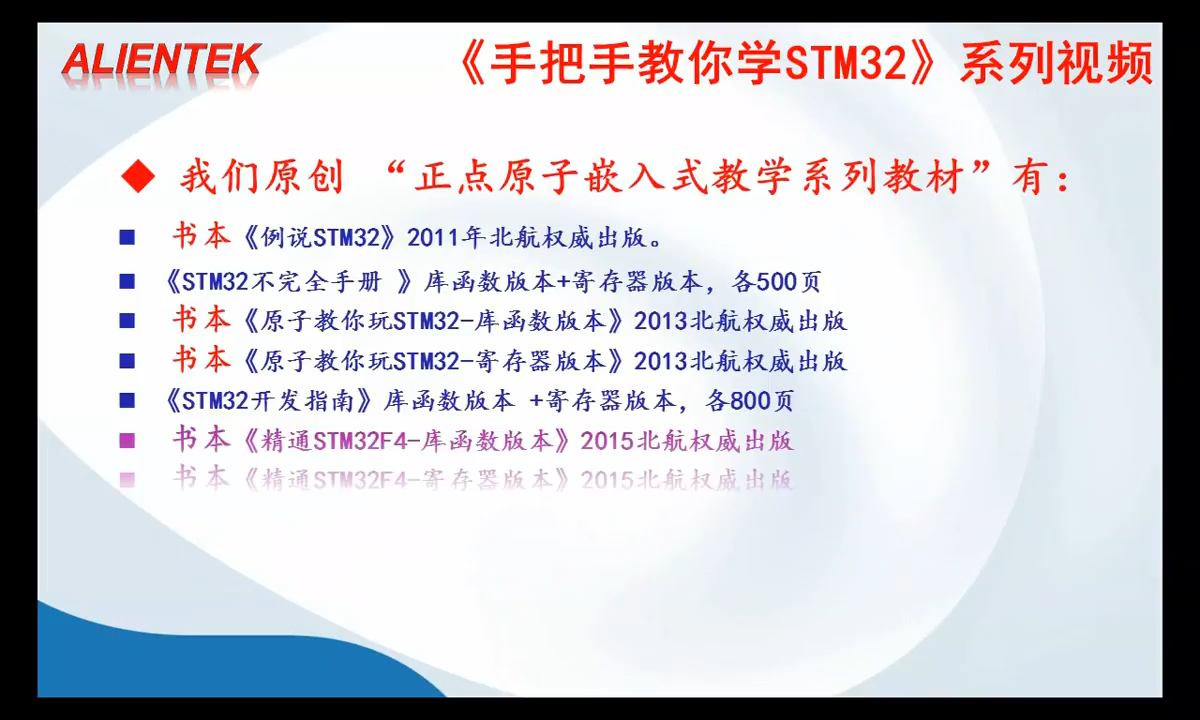 ALIENTEK
《手把手教你学STM32》系列视频
我们原创 “正点原子嵌入式教学系列教材”有：
书本《例说STM32》2011年北航权威出版。
《STM32不完全手册 》库函数版本+寄存器版本，各500页
书本《原子教你玩STM32-库函数版本》2013北航权威出版
书本《原子教你玩STM32-寄存器版本》2013北航权威出版
《STM32开发指南》库函数版本 +寄存器版本，各800页
书本《精通STM32F4-库函数版本》2015北航权威出版
书本《精通STM32F4-寄存器版本》2015北航权威出版